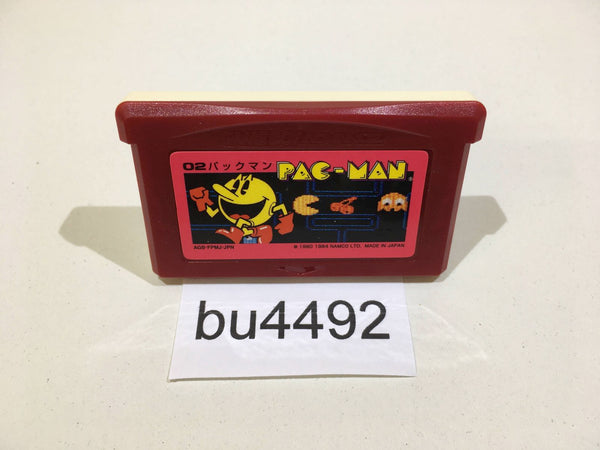 02パックマン PAC-MAN®
AGB-FPMJ-JPN © 1980 1984 NAMCO LTD. MADE IN JAPAN
bu4492